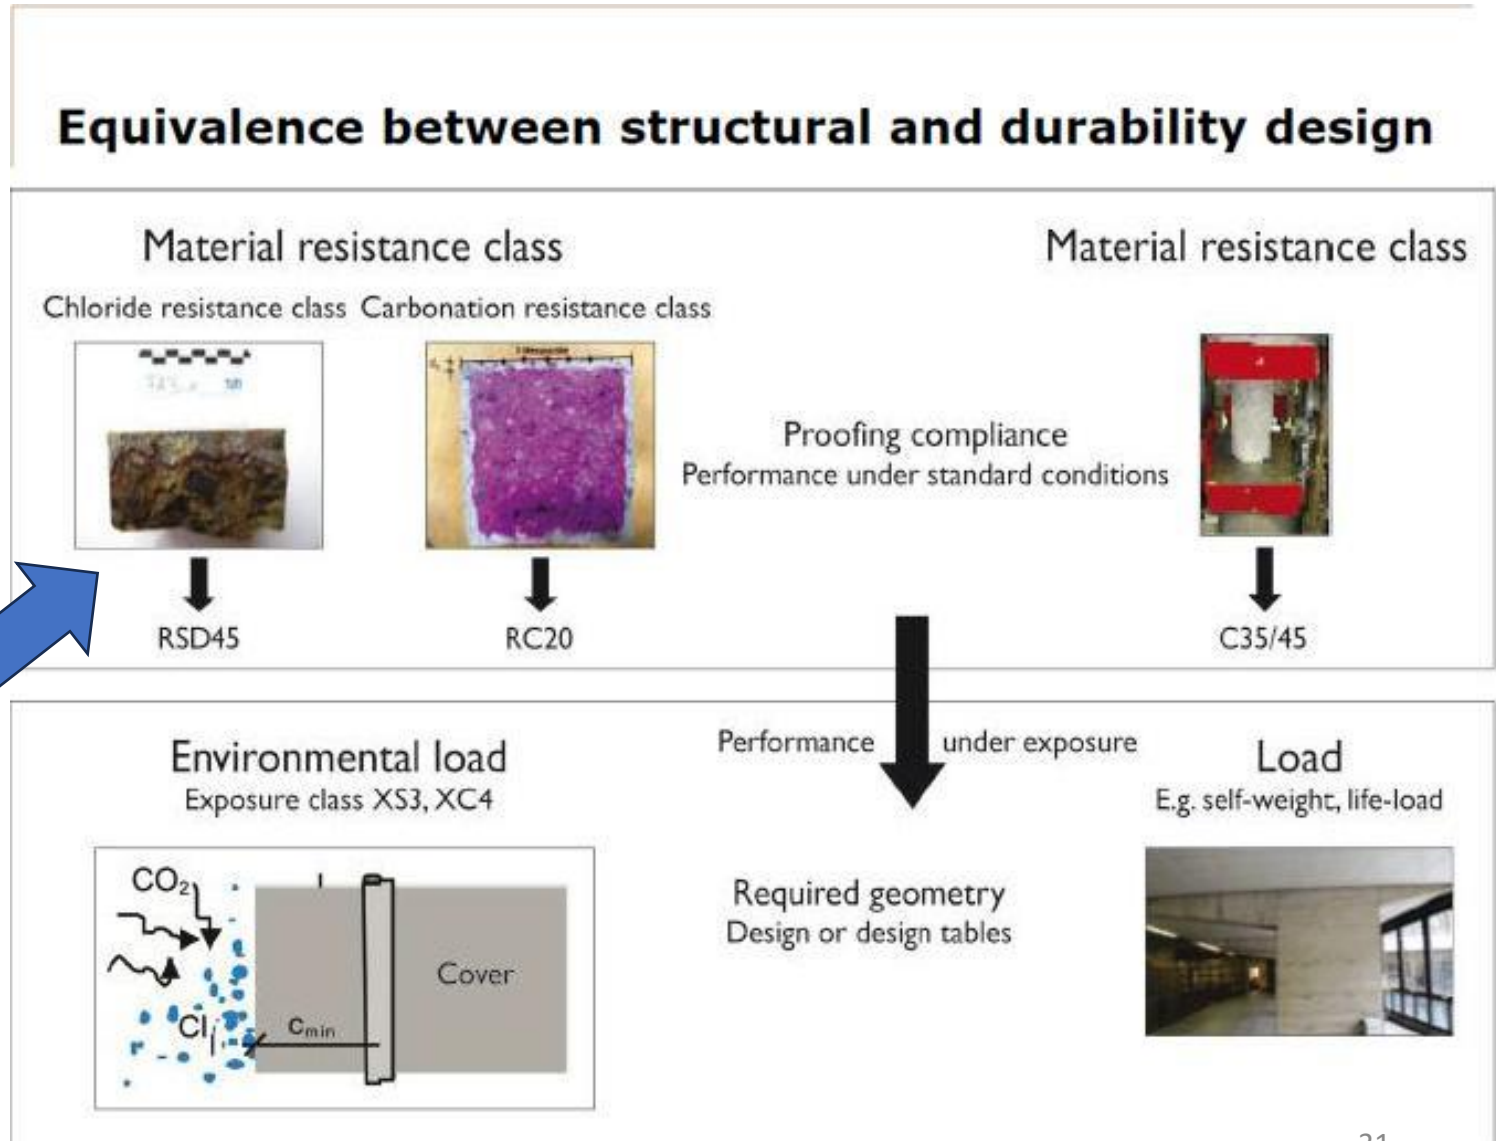 Equivalence between structural and durability design
Material resistance class
Chloride resistance class Carbonation resistance class
RSD45
RC20
Proofing compliance
Performance under standard conditions
Material resistance class
C35/45
Environmental load
Exposure class XS3, XC4
CO₂
Cl
cmin
Cover
Performance under exposure
Required geometry
Design or design tables
Load
E.g. self-weight, life-load